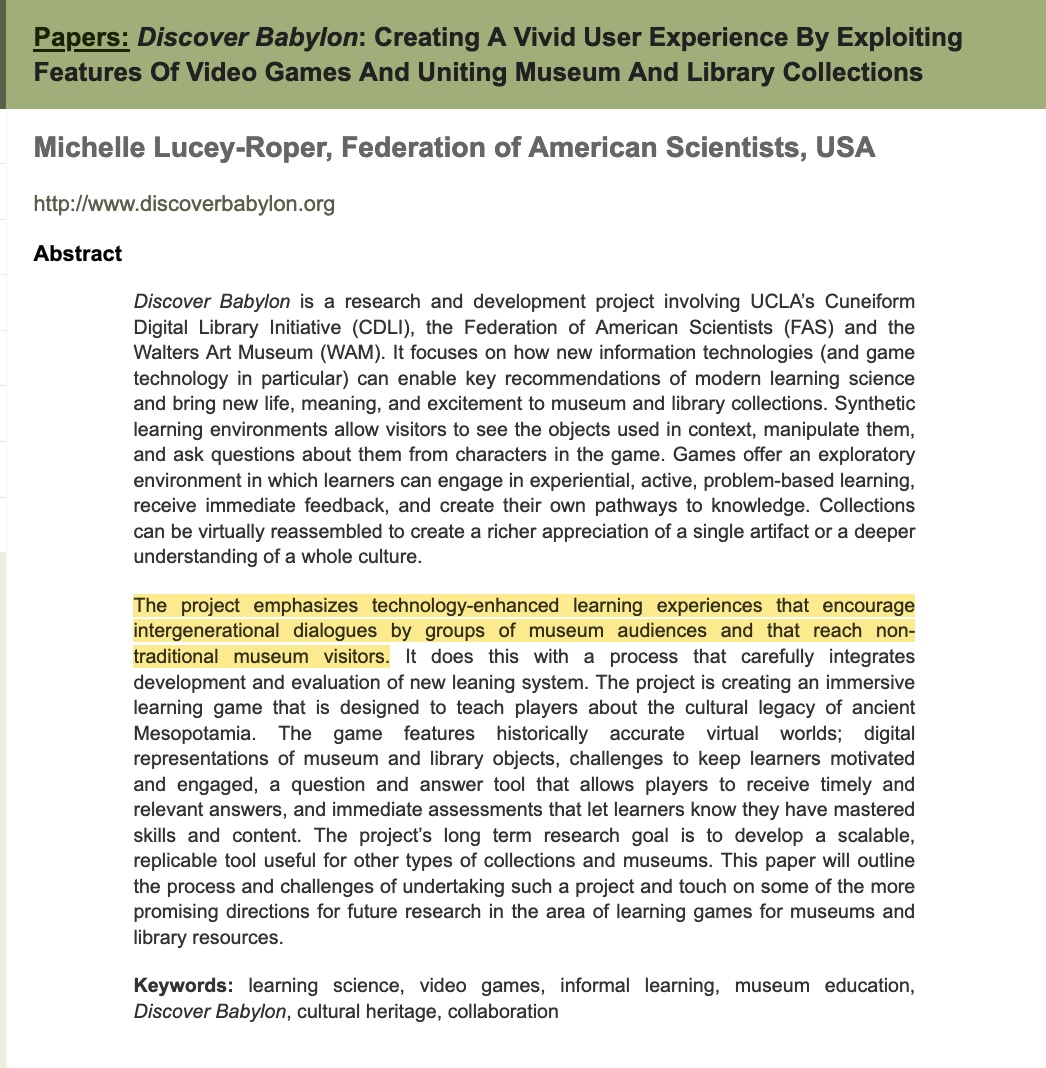 Papers: Discover Babylon: Creating A Vivid User Experience By Exploiting
Features Of Video Games And Uniting Museum And Library Collections
Michelle Lucey-Roper, Federation of American Scientists, USA
http://www.discoverbabylon.org
Abstract
Discover Babylon is a research and development project involving UCLA’s Cuneiform
Digital Library Initiative (CDLI), the Federation of American Scientists (FAS) and the
Walters Art Museum (WAM). It focuses on how new information technologies (and game
technology in particular) can enable key recommendations of modern learning science
and bring new life, meaning, and excitement to museum and library collections. Synthetic
learning environments allow visitors to see the objects used in context, manipulate them,
and ask questions about them from characters in the game. Games offer an exploratory
environment in which learners can engage in experiential, active, problem-based learning,
receive immediate feedback, and create their own pathways to knowledge. Collections
can be virtually reassembled to create a richer appreciation of a single artifact or a deeper
understanding of a whole culture.
The project emphasizes technology-enhanced learning experiences that encourage
intergenerational dialogues by groups of museum audiences and that reach non-
traditional museum visitors. It does this with a process that carefully integrates
development and evaluation of new leaning system. The project is creating an immersive
learning game that is designed to teach players about the cultural legacy of ancient
Mesopotamia. The game features historically accurate virtual worlds; digital
representations of museum and library objects, challenges to keep learners motivated
and engaged, a question and answer tool that allows players to receive timely and
relevant answers, and immediate assessments that let learners know they have mastered
skills and content. The project’s long term research goal is to develop a scalable,
replicable tool useful for other types of collections and museums. This paper will outline
the process and challenges of undertaking such a project and touch on some of the more
promising directions for future research in the area of learning games for museums and
library resources.
Keywords: learning science, video games, informal learning, museum education,
Discover Babylon, cultural heritage, collaboration